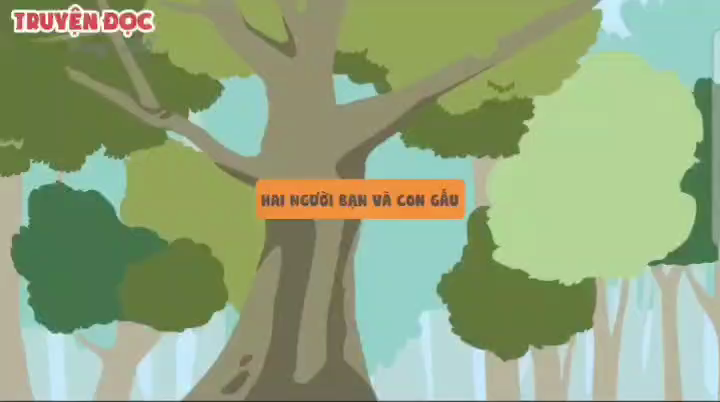 TRUYỆN ĐỌC
HAI NGƯỜI BẠN VÀ CON GẤU